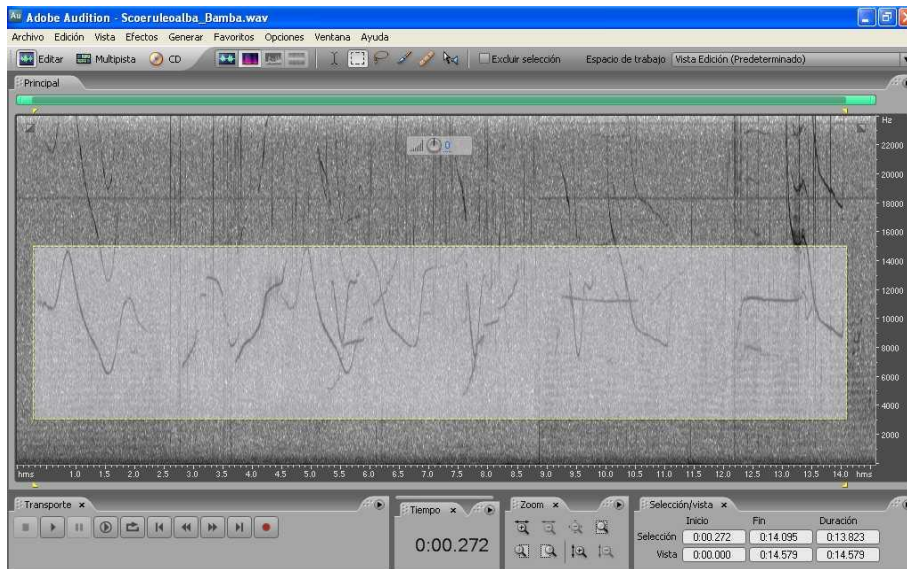 Adobe Audition - Scoeruleoalba_Bamba.wav
Archivo Edición Vista Efectos Generar Favoritos Opciones Ventana Ayuda
Editar Multipista CD Excluir selección Espacio de trabajo Vista Edición (Predeterminado)
Principal
0
Hz
22000
20000
18000
16000
14000
12000
10000
8000
6000
4000
2000
hms 1.0 1.5 2.0 2.5 3.0 3.5 4.0 4.5 5.0 5.5 6.0 6.5 7.0 7.5 8.0 8.5 9.0 9.5 10.0 10.5 11.0 11.5 12.0 12.5 13.0 13.5 14.0 hms
Transporte x Tiempo x Zoom x Selección/vista x
Inicio Fin Duración
Selección 0:00.272 0:14.095 0:13.823
Vista 0:00.000 0:14.579 0:14.579
0:00.272